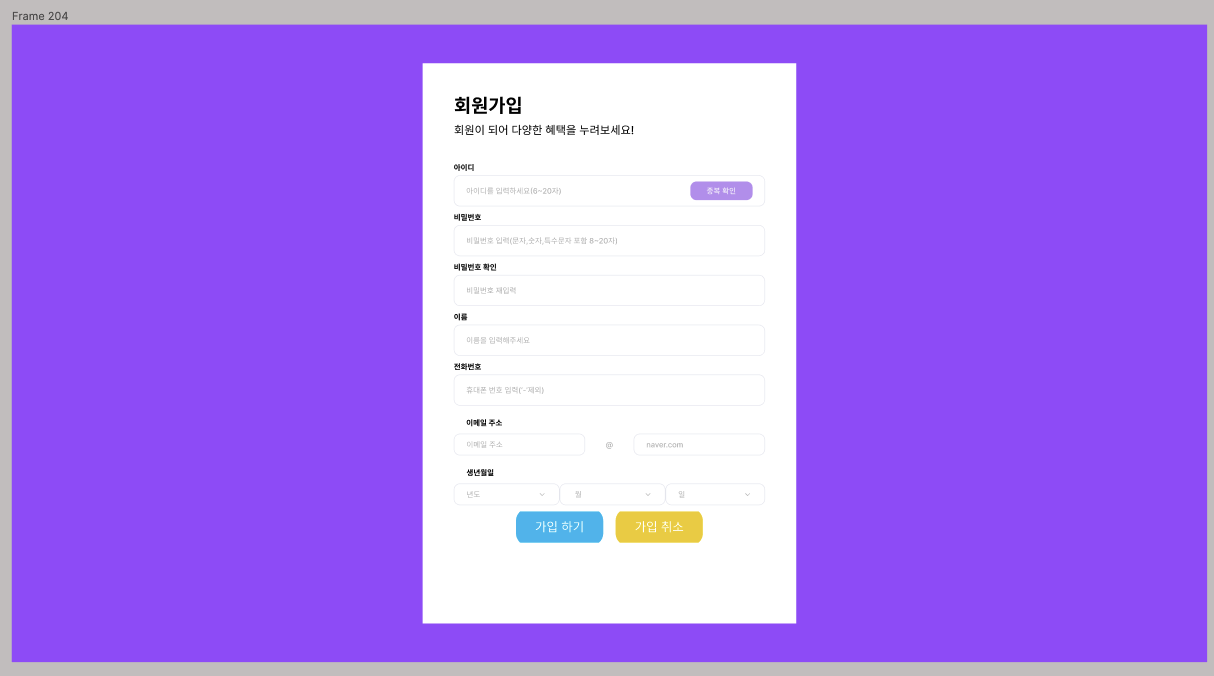 Frame 204
회원가입
회원이 되어 다양한 혜택을 누려보세요!
아이디
아이디를 입력하세요(6~20자)
중복 확인
비밀번호
비밀번호 입력(문자,숫자,특수문자 포함 8~20자)
비밀번호 확인
비밀번호 재입력
이름
이름을 입력해주세요
전화번호
휴대폰 번호 입력('-'제외)
이메일 주소
이메일 주소 @ naver.com
생년월일
년도 월 일
가입 하기 가입 취소